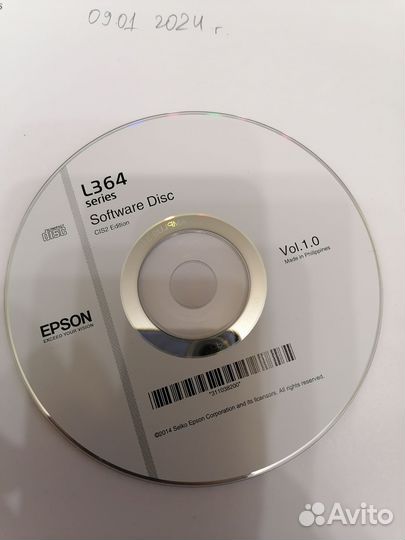 09.01 2024 г.
L364
series
Software Disc
CIS2 Edition
Vol.1.0
Made in Philippines
EPSON
EXCEED YOUR VISION
*311038200*
©2014 Seiko Epson Corporation and its licensors. All rights reserved.
Avito